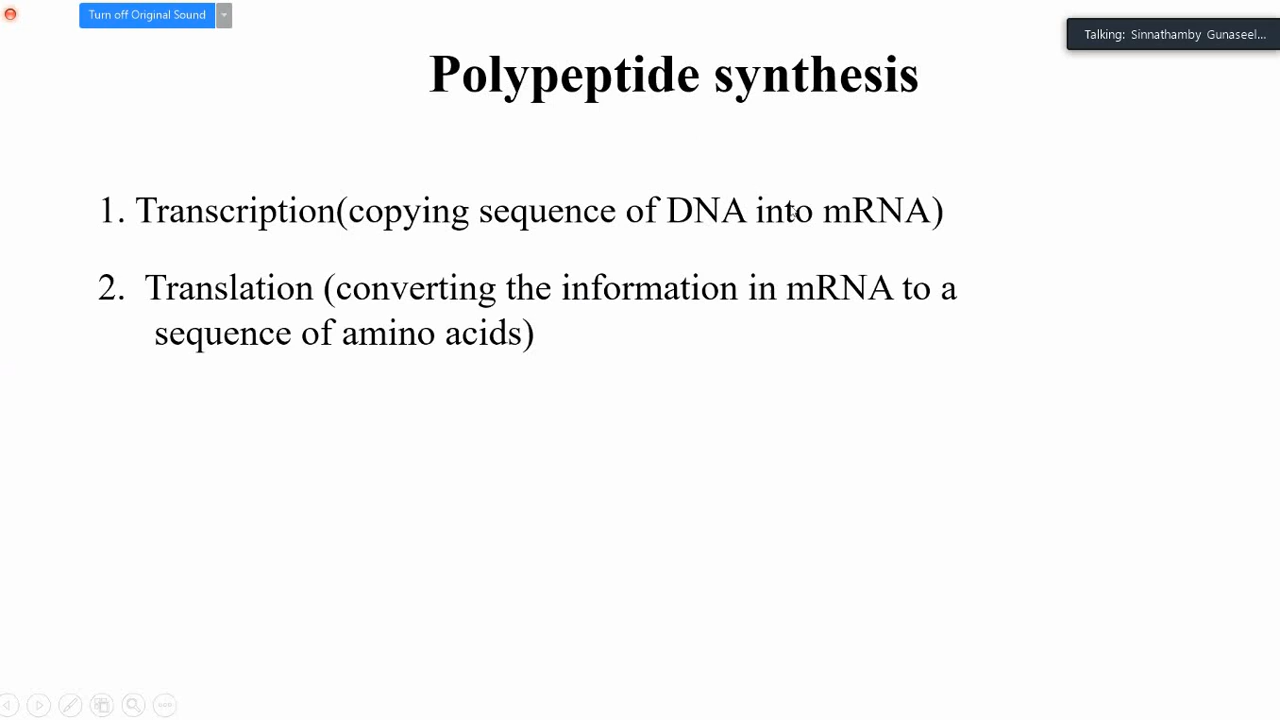 Turn off Original Sound
Talking: Sinnathamby Gunaseel...
Polypeptide synthesis
1. Transcription(copying sequence of DNA into mRNA)
2. Translation (converting the information in mRNA to a
sequence of amino acids)